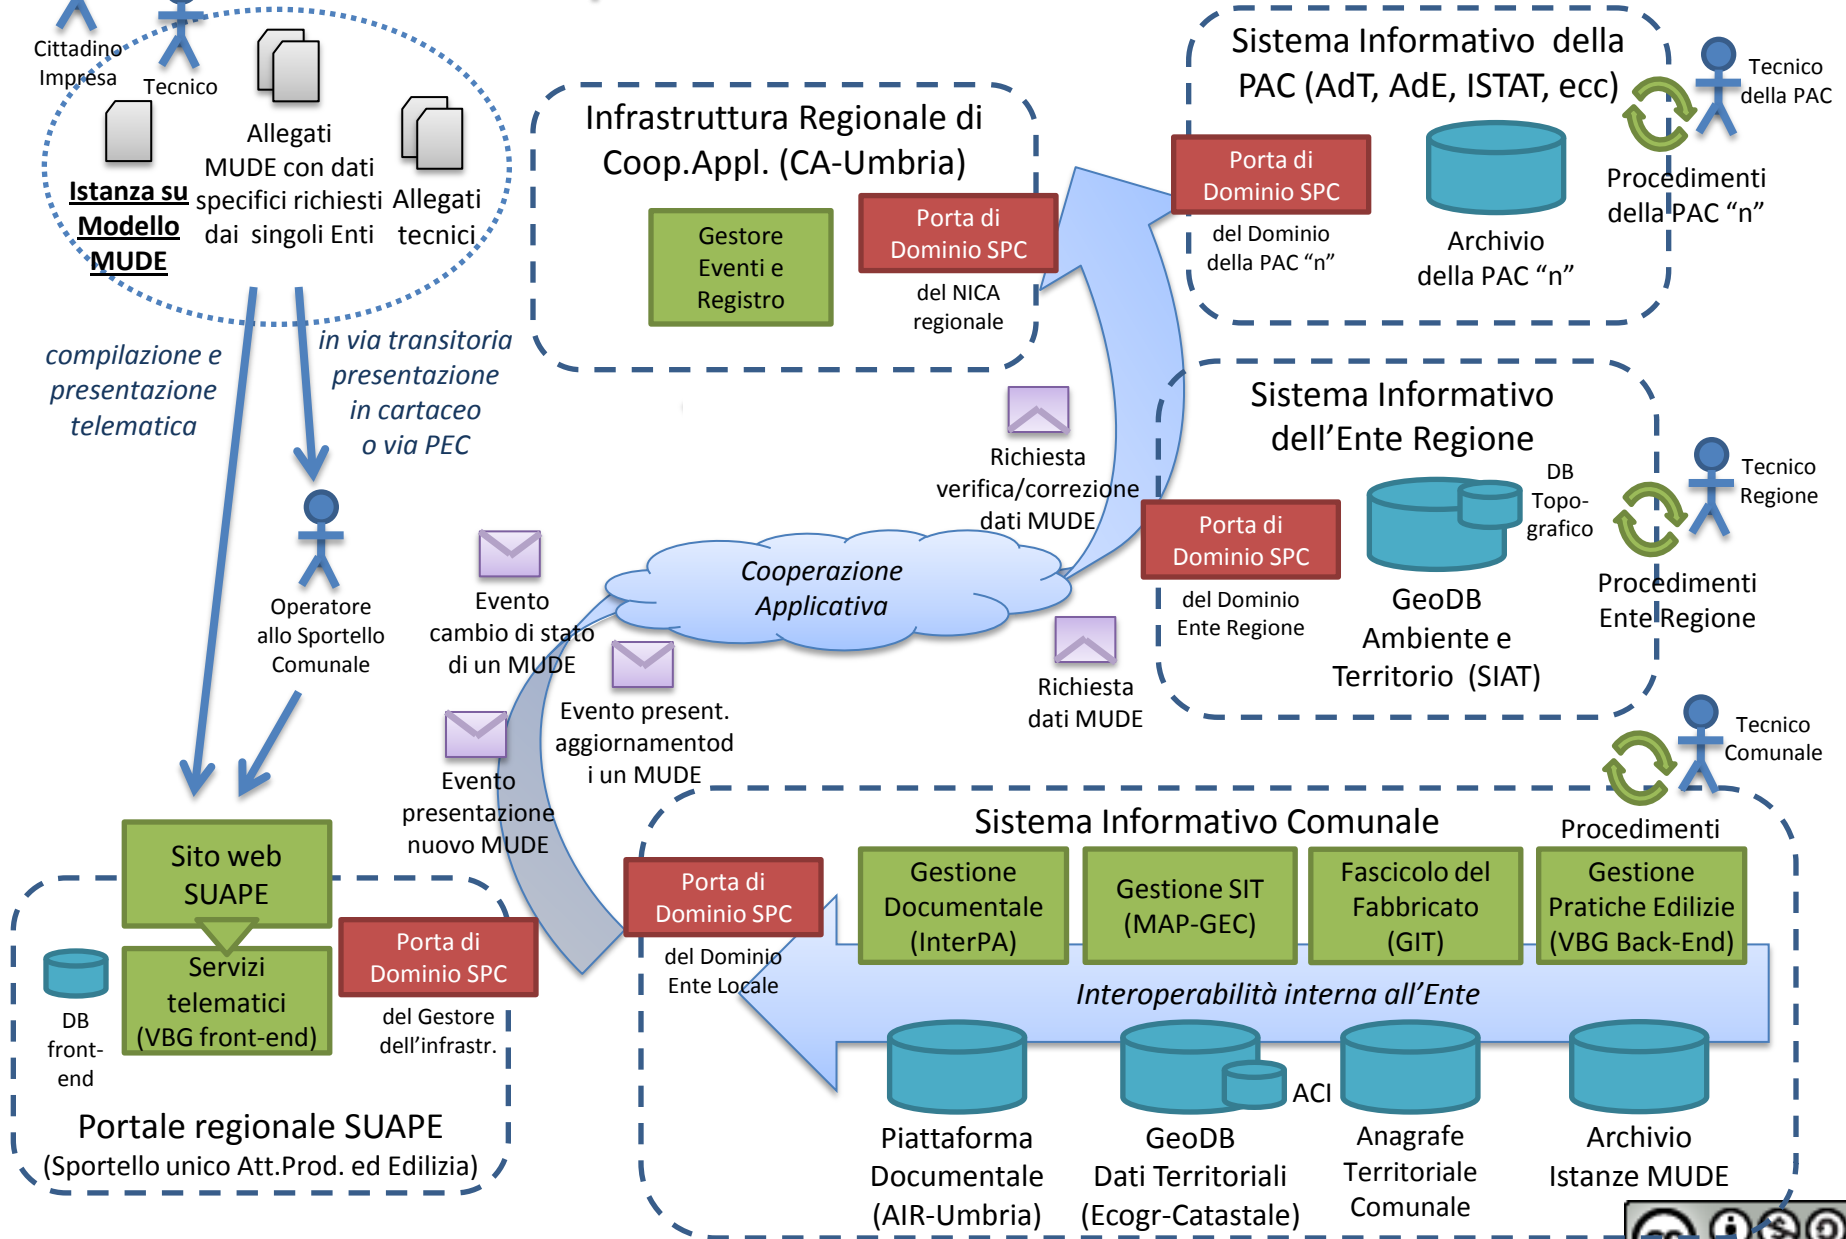 Cittadino
Impresa
Tecnico
Istanza su
Modello
MUDE
Allegati
MUDE con dati
specifici richiesti
dai singoli Enti
Allegati
tecnici
compilazione e
presentazione
telematica
in via transitoria
presentazione
in cartaceo
o via PEC
Operatore
allo Sportello
Comunale
Infrastruttura Regionale di
Coop.Appl. (CA-Umbria)
Gestore
Eventi e
Registro
Porta di
Dominio SPC
del NICA
regionale
Sistema Informativo della
PAC (AdT, AdE, ISTAT, ecc)
Porta di
Dominio SPC
del Dominio
della PAC “n”
Archivio
della PAC “n”
Tecnico
della PAC
Procedimenti
della PAC “n”
Sistema Informativo
dell’Ente Regione
Porta di
Dominio SPC
del Dominio
Ente Regione
DB
Topo-
grafico
GeoDB
Ambiente e
Territorio (SIAT)
Tecnico
Regione
Procedimenti
Ente Regione
Richiesta
verifica/correzione
dati MUDE
Cooperazione
Applicativa
Richiesta
dati MUDE
Evento
cambio di stato
di un MUDE
Evento present.
aggiornamentod
i un MUDE
Evento
presentazione
nuovo MUDE
Sito web
SUAPE
Servizi
telematici
(VBG front-end)
DB
front-
end
Porta di
Dominio SPC
del Gestore
dell’infrastr.
Portale regionale SUAPE
(Sportello unico Att.Prod. ed Edilizia)
Tecnico
Comunale
Procedimenti
Sistema Informativo Comunale
Porta di
Dominio SPC
del Dominio
Ente Locale
Gestione
Documentale
(InterPA)
Gestione SIT
(MAP-GEC)
Fascicolo del
Fabbricato
(GIT)
Gestione
Pratiche Edilizie
(VBG Back-End)
Interoperabilità interna all’Ente
Piattaforma
Documentale
(AIR-Umbria)
ACI
GeoDB
Dati Territoriali
(Ecogr-Catastale)
Anagrafe
Territoriale
Comunale
Archivio
Istanze MUDE